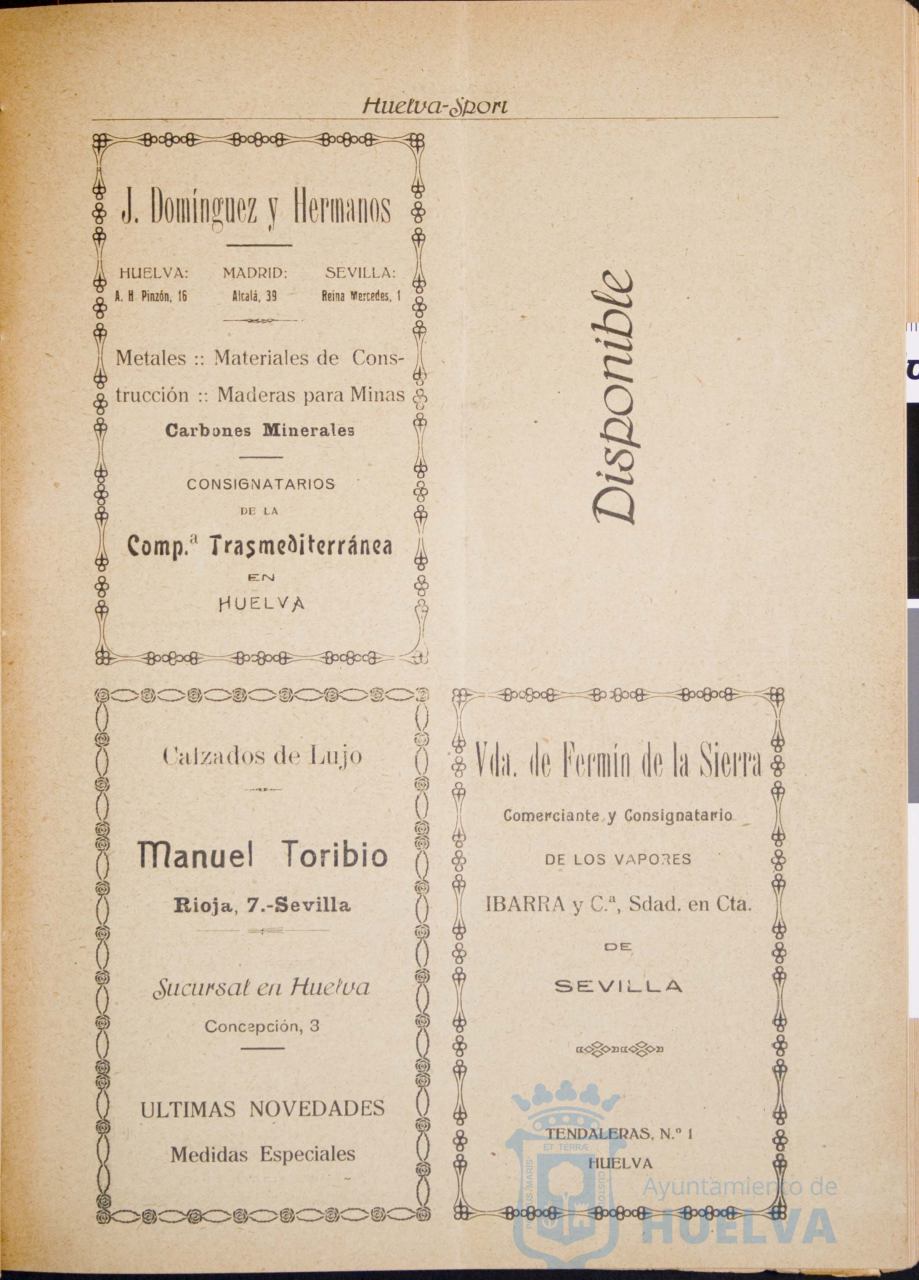 Huelva-Sport
J. Domínguez y Hermanos
HUELVA: MADRID: SEVILLA:
A. H. Pinzón, 16 Alcalá, 39 Reina Mercedes, 1
Metales :: Materiales de Cons-
trucción :: Maderas para Minas
Carbones Minerales
CONSIGNATARIOS
DE LA
Comp.ª Trasmediterránea
EN
HUELVA
Disponible
Calzados de Lujo
Manuel Toribio
Rioja, 7.-Sevilla
Sucursal en Huelva
Concepción, 3
ULTIMAS NOVEDADES
Medidas Especiales
Vda. de Fermín de la Sierra
Comerciante y Consignatario
DE LOS VAPORES
IBARRA y C.ª, Sdad. en Cta.
DE
SEVILLA
TENDALERAS, N.º 1
HUELVA
ET TERRÆ
Ayuntamiento de
HUELVA